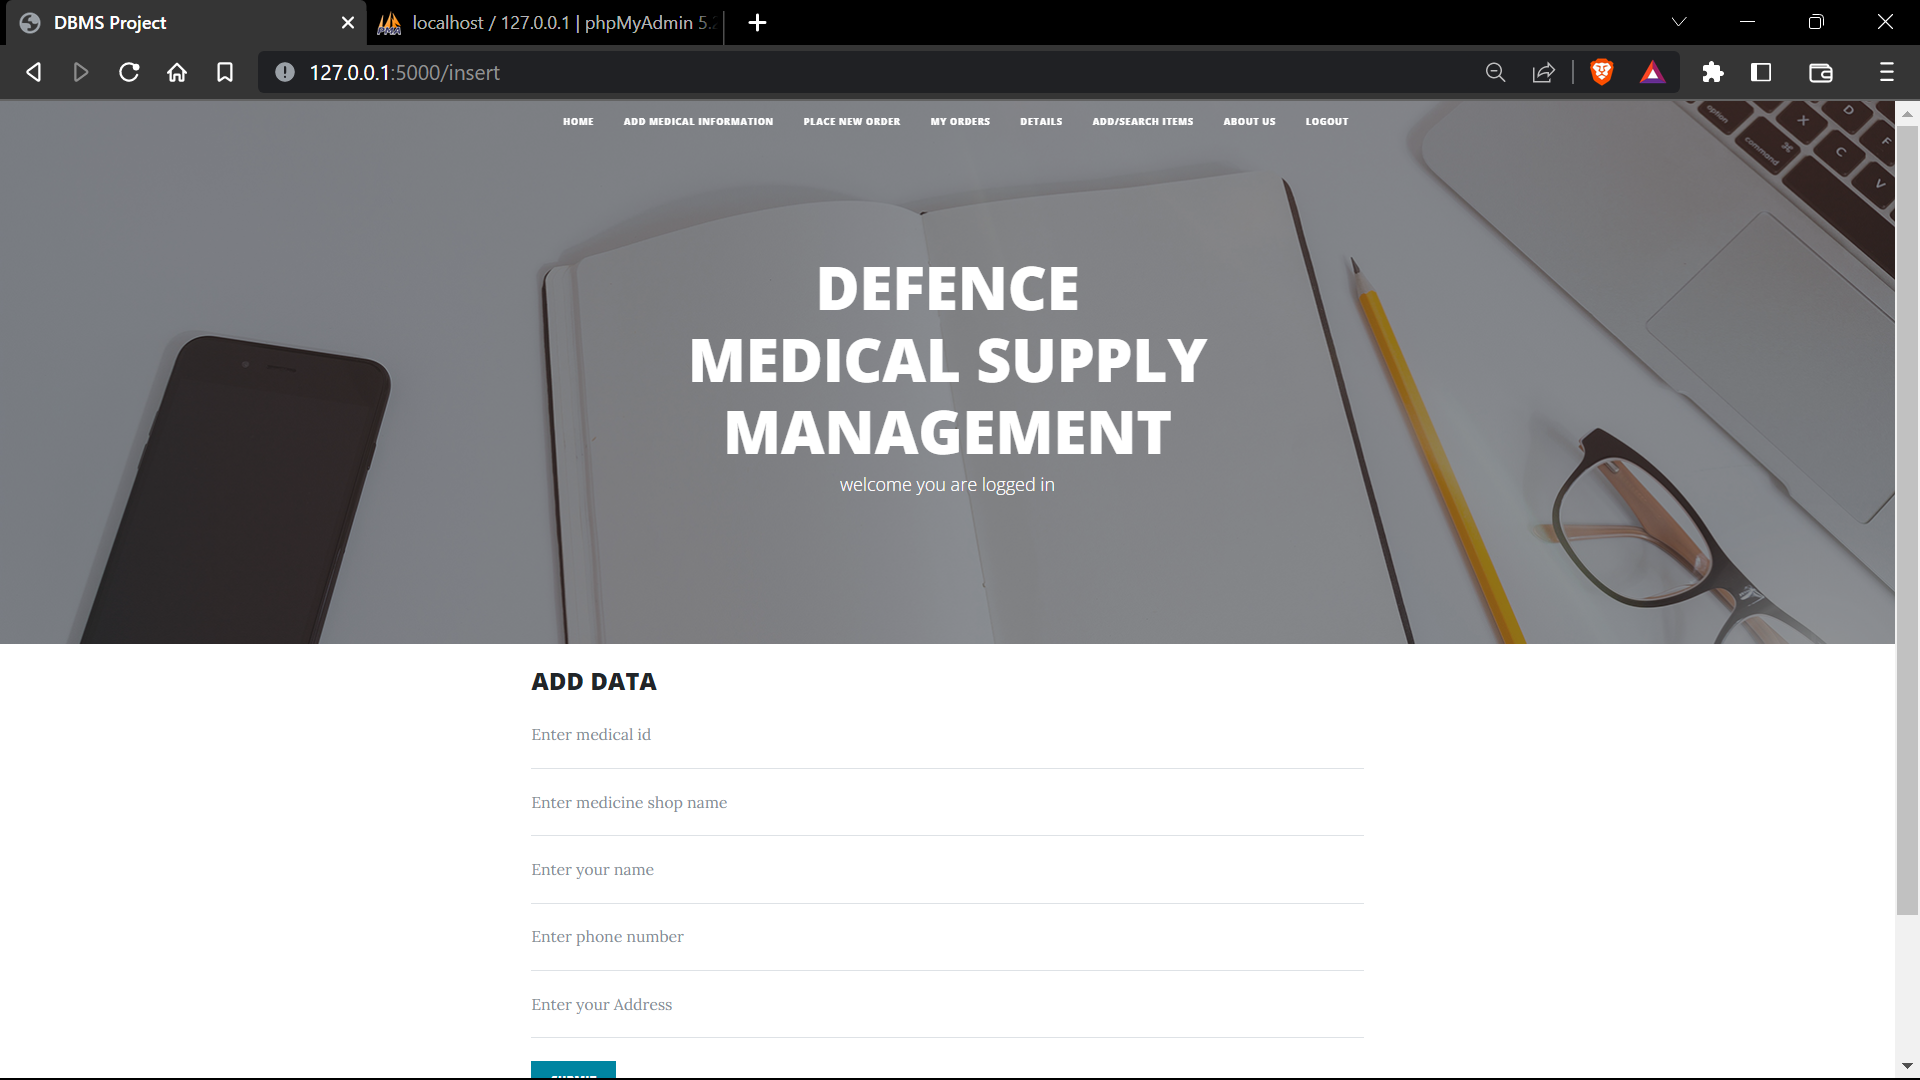 DBMS Project
localhost / 127.0.0.1 | phpMyAdmin 5.2
127.0.0.1:5000/insert
HOME ADD MEDICAL INFORMATION PLACE NEW ORDER MY ORDERS DETAILS ADD/SEARCH ITEMS ABOUT US LOGOUT
option
command
C
D
F
V
DEFENCE
MEDICAL SUPPLY
MANAGEMENT
welcome you are logged in
ADD DATA
Enter medical id
Enter medicine shop name
Enter your name
Enter phone number
Enter your Address